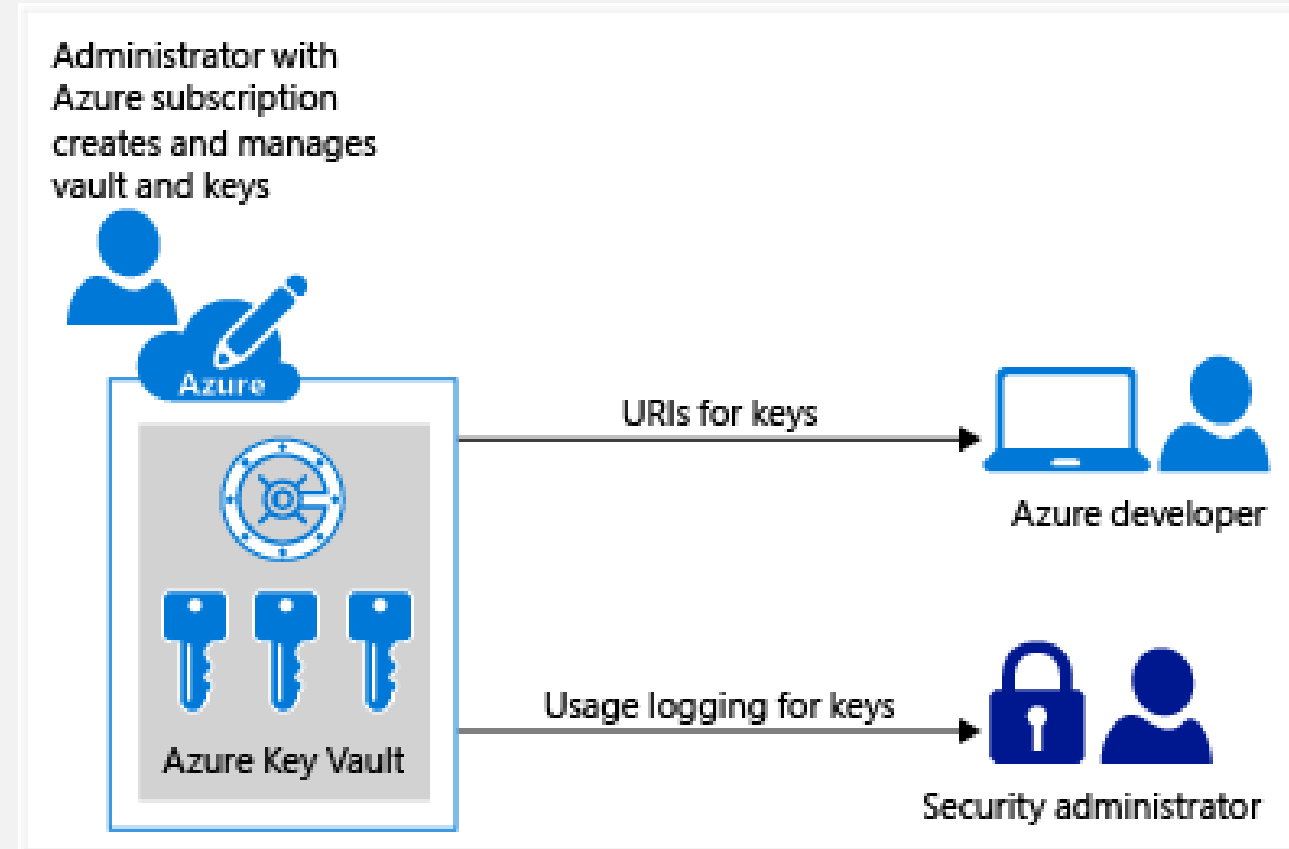 Administrator with
Azure subscription
creates and manages
vault and keys
Azure
URIs for keys
Azure developer
Usage logging for keys
Azure Key Vault
Security administrator